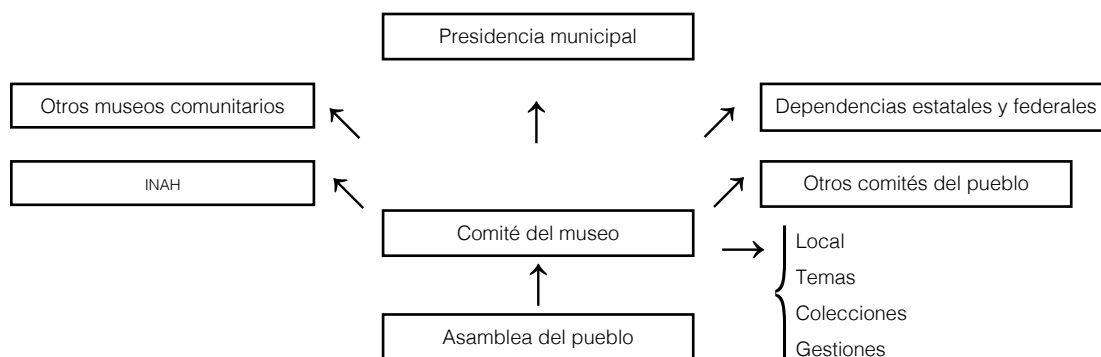 Presidencia municipal
Otros museos comunitarios
Dependencias estatales y federales
INAH
Otros comités del pueblo
Comité del museo
Local
Temas
Colecciones
Asamblea del pueblo
Gestiones